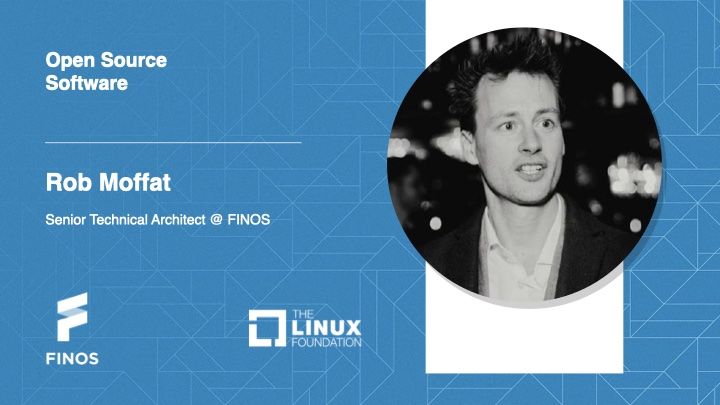 Open Source
Software
Rob Moffat
Senior Technical Architect @ FINOS
FINOS
THE
LINUX
FOUNDATION